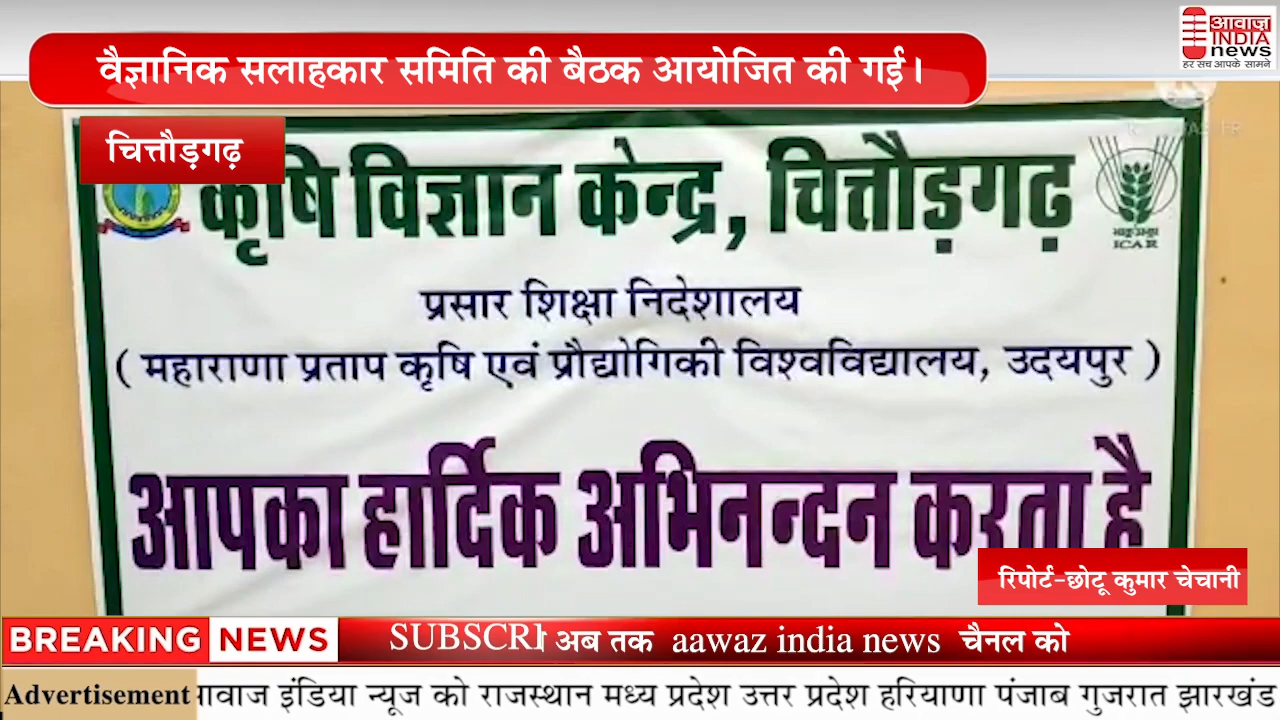 आवाज़
INDIA
news
हर सच आपके सामने
वैज्ञानिक सलाहकार समिति की बैठक आयोजित की गई।
चित्तौड़गढ़
कृषि विज्ञान केन्द्र, चित्तौड़गढ़
ICAR
प्रसार शिक्षा निदेशालय
( महाराणा प्रताप कृषि एवं प्रौद्योगिकी विश्वविद्यालय, उदयपुर )
आपका हार्दिक अभिनन्दन करता है
रिपोर्ट-छोटू कुमार चेचानी
BREAKING NEWS अब तक aawaz india news चैनल को
Advertisement इंडिया न्यूज को राजस्थान मध्य प्रदेश उत्तर प्रदेश हरियाणा पंजाब गुजरात झारखंड